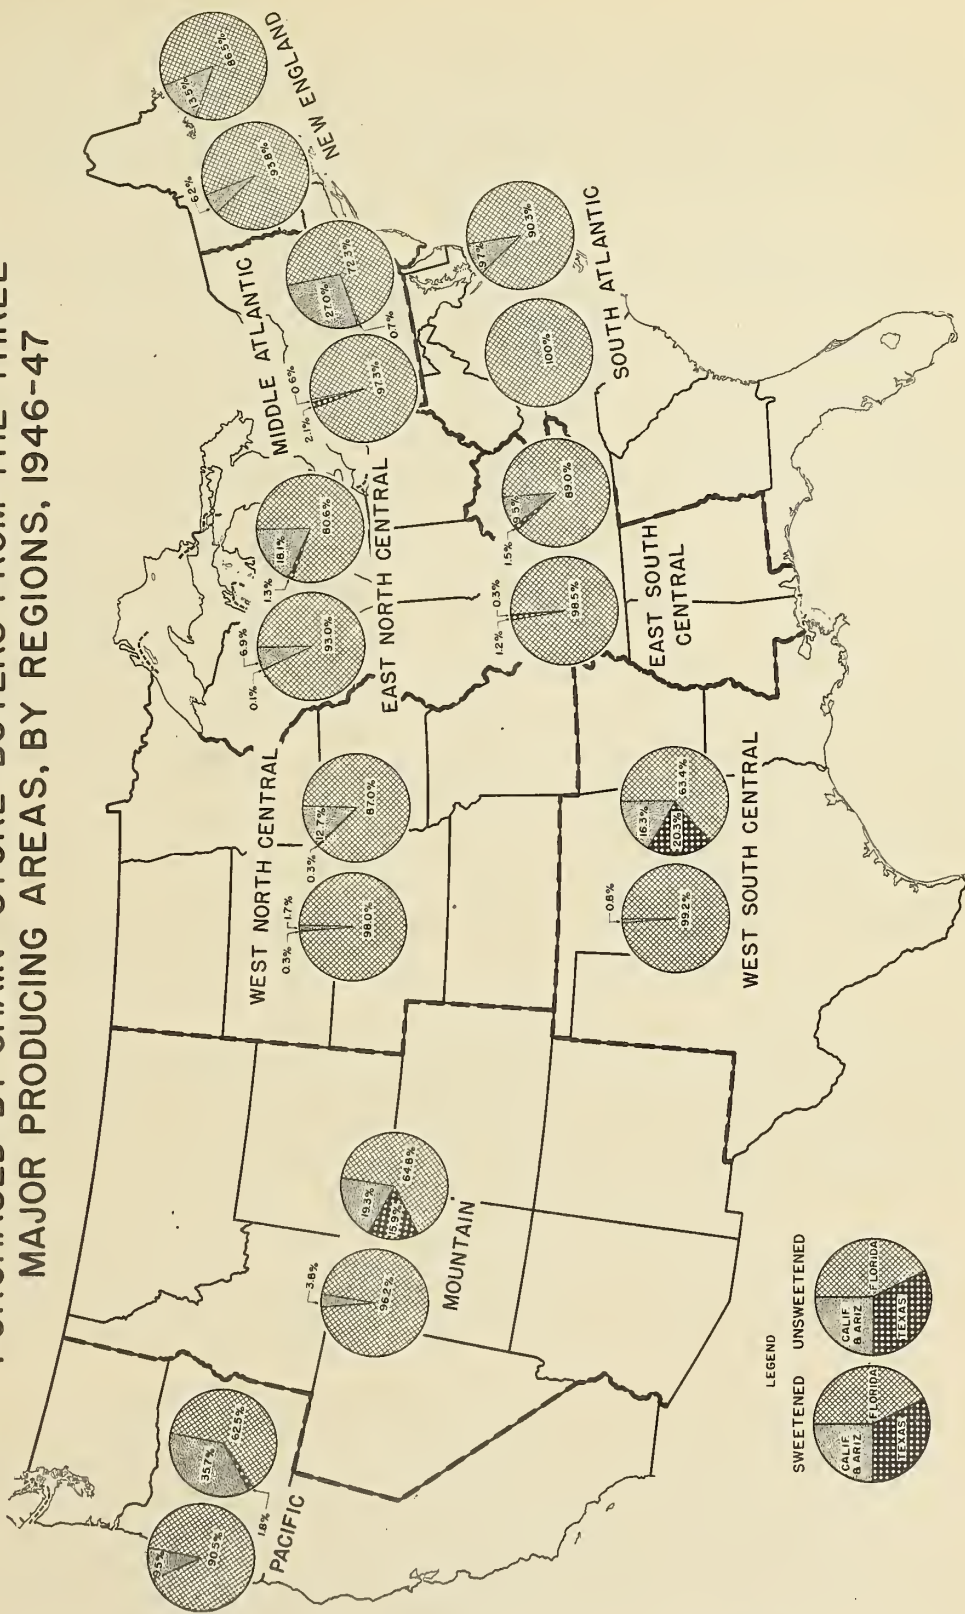 PURCHASED BY CHAIN-STORE BUYERS FROM THE THREE
MAJOR PRODUCING AREAS, BY REGIONS, 1946-47
9.5%
90.5%
35.7%
62.5%
1.8%
PACIFIC
3.8%
96.2%
19.3%
64.8%
15.9%
MOUNTAIN
WEST NORTH CENTRAL
0.3%
1.7%
98.0%
0.3%
12.7%
87.0%
0.8%
99.2%
16.3%
63.4%
20.3%
WEST SOUTH CENTRAL
0.1%
6.9%
93.0%
1.3%
18.1%
80.6%
EAST NORTH CENTRAL
1.2%
0.3%
98.5%
1.5%
9.5%
89.0%
EAST SOUTH
CENTRAL
MIDDLE ATLANTIC
2.1%
0.6%
97.3%
27.0%
72.3%
0.7%
100%
9.7%
90.3%
SOUTH ATLANTIC
6.2%
93.8%
13.5%
86.5%
NEW ENGLAND
LEGEND
SWEETENED UNSWEETENED
CALIF
& ARIZ
FLORIDA
TEXAS
CALIF
& ARIZ
FLORIDA
TEXAS